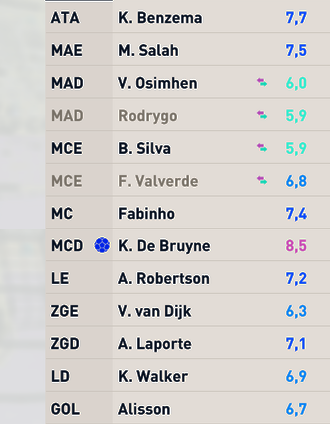 ATA K. Benzema 7,7
MAE M. Salah 7,5
MAD V. Osimhen 6,0
MAD Rodrygo 5,9
MCE B. Silva 5,9
MCE F. Valverde 6,8
MC Fabinho 7,4
MCD K. De Bruyne 8,5
LE A. Robertson 7,2
ZGE V. van Dijk 6,3
ZGD A. Laporte 7,1
LD K. Walker 6,9
GOL Alisson 6,7